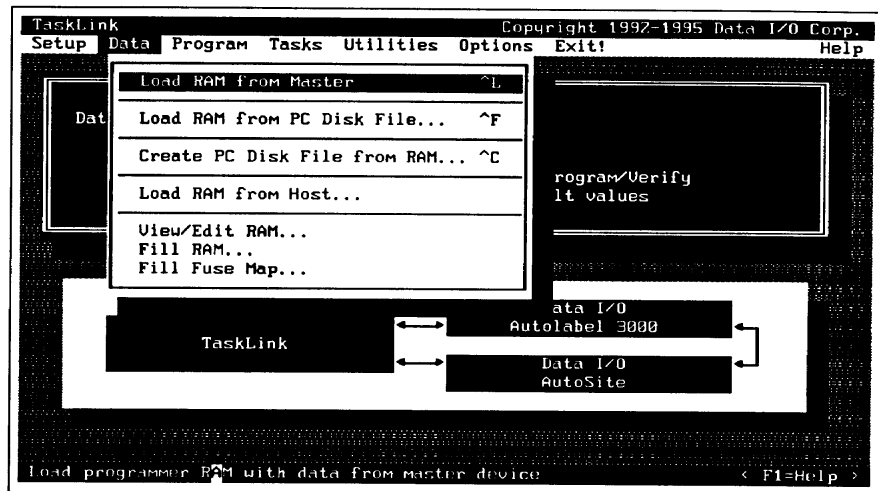 TaskLink Copyright 1992-1995 Data I/O Corp.
Setup Data Program Tasks Utilities Options Exit! Help
Load RAM from Master ^L
Dat
Load RAM from PC Disk File... ^F
Create PC Disk File from RAM... ^C
rogram/Verify
Load RAM from Host...
lt values
View/Edit RAM...
Fill RAM...
Fill Fuse Map...
ata I/O
Autolabel 3000
TaskLink
Data I/O
AutoSite
Load programmer RAM with data from master device < F1=Help >